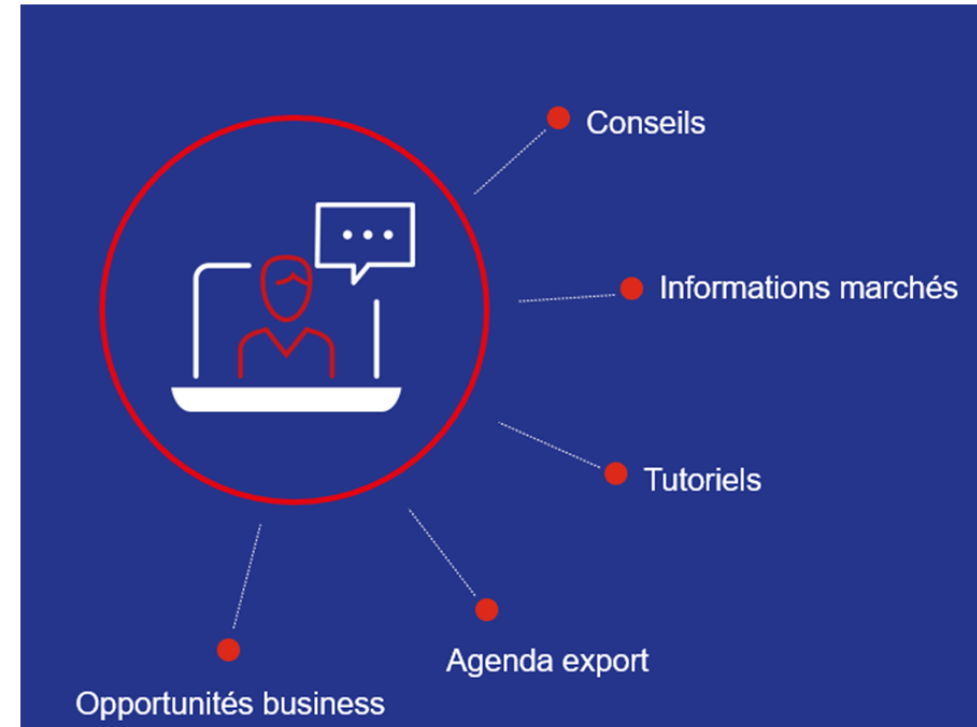 Conseils
Informations marchés
Tutoriels
Agenda export
Opportunités business